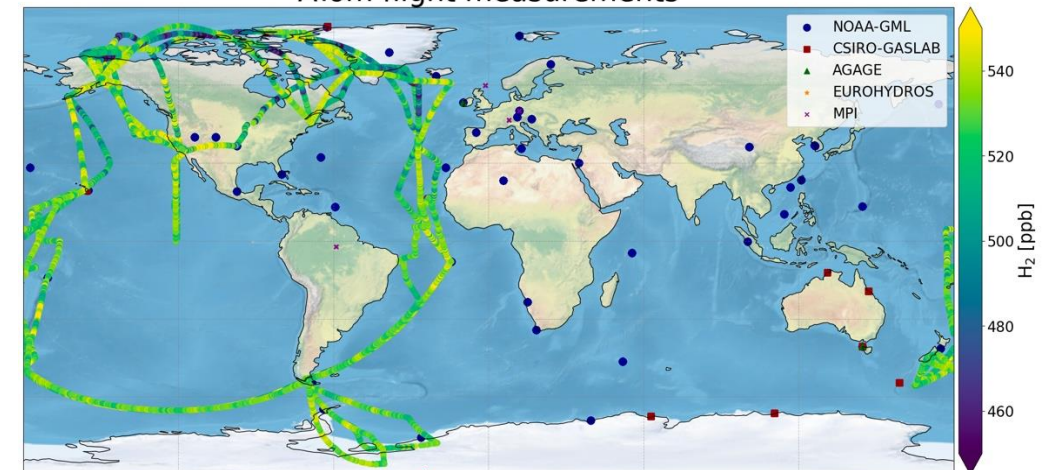 flight measurements
NOAA-GML
CSIRO-GASLAB
AGAGE
EUROHYDROS
MPI
540
520
500
480
460
H₂ [ppb]